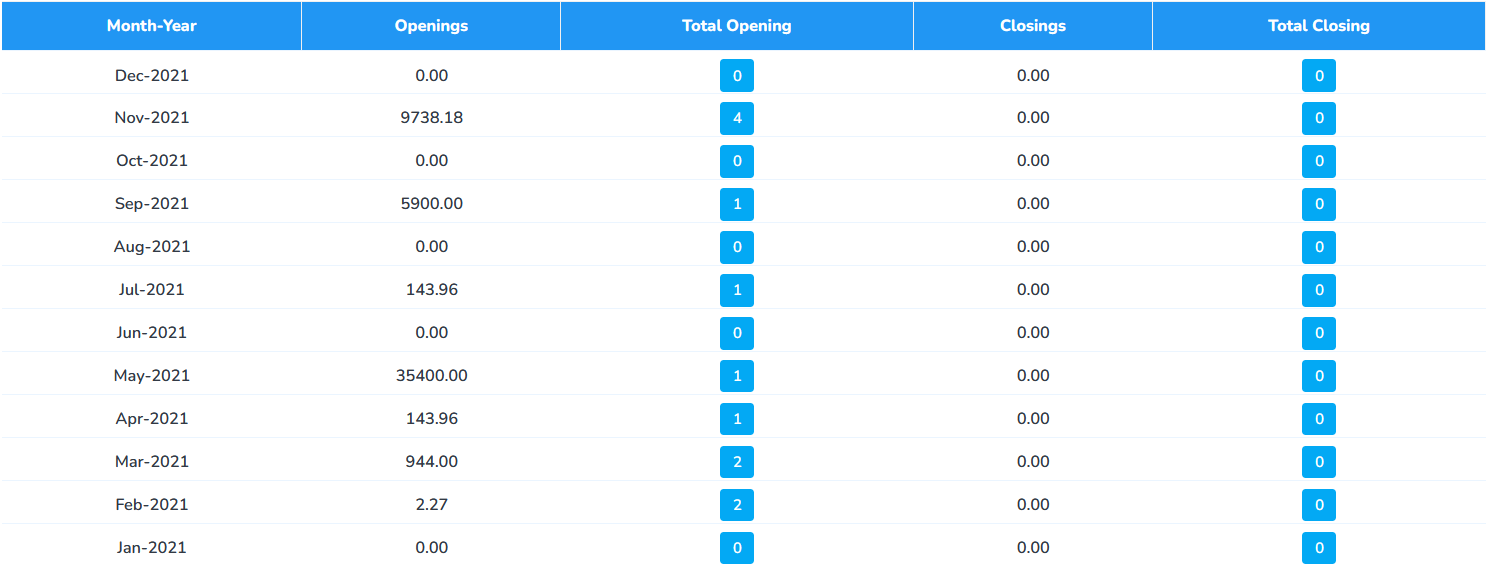 Month-Year Openings Total Opening Closings Total Closing
Dec-2021 0.00 0 0.00 0
Nov-2021 9738.18 4 0.00 0
Oct-2021 0.00 0 0.00 0
Sep-2021 5900.00 1 0.00 0
Aug-2021 0.00 0 0.00 0
Jul-2021 143.96 1 0.00 0
Jun-2021 0.00 0 0.00 0
May-2021 35400.00 1 0.00 0
Apr-2021 143.96 1 0.00 0
Mar-2021 944.00 2 0.00 0
Feb-2021 2.27 2 0.00 0
Jan-2021 0.00 0 0.00 0